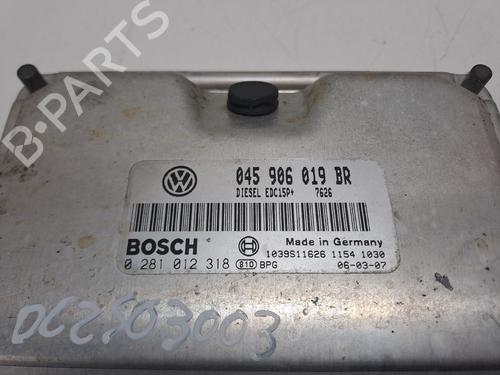 B-PARTS
045 906 019 BR
DIESEL EDC15P+ 7626
BOSCH
Made in Germany
1039S11626 1154 1030
0 281 012 318 810 BPG 06-03-07
DC2503003